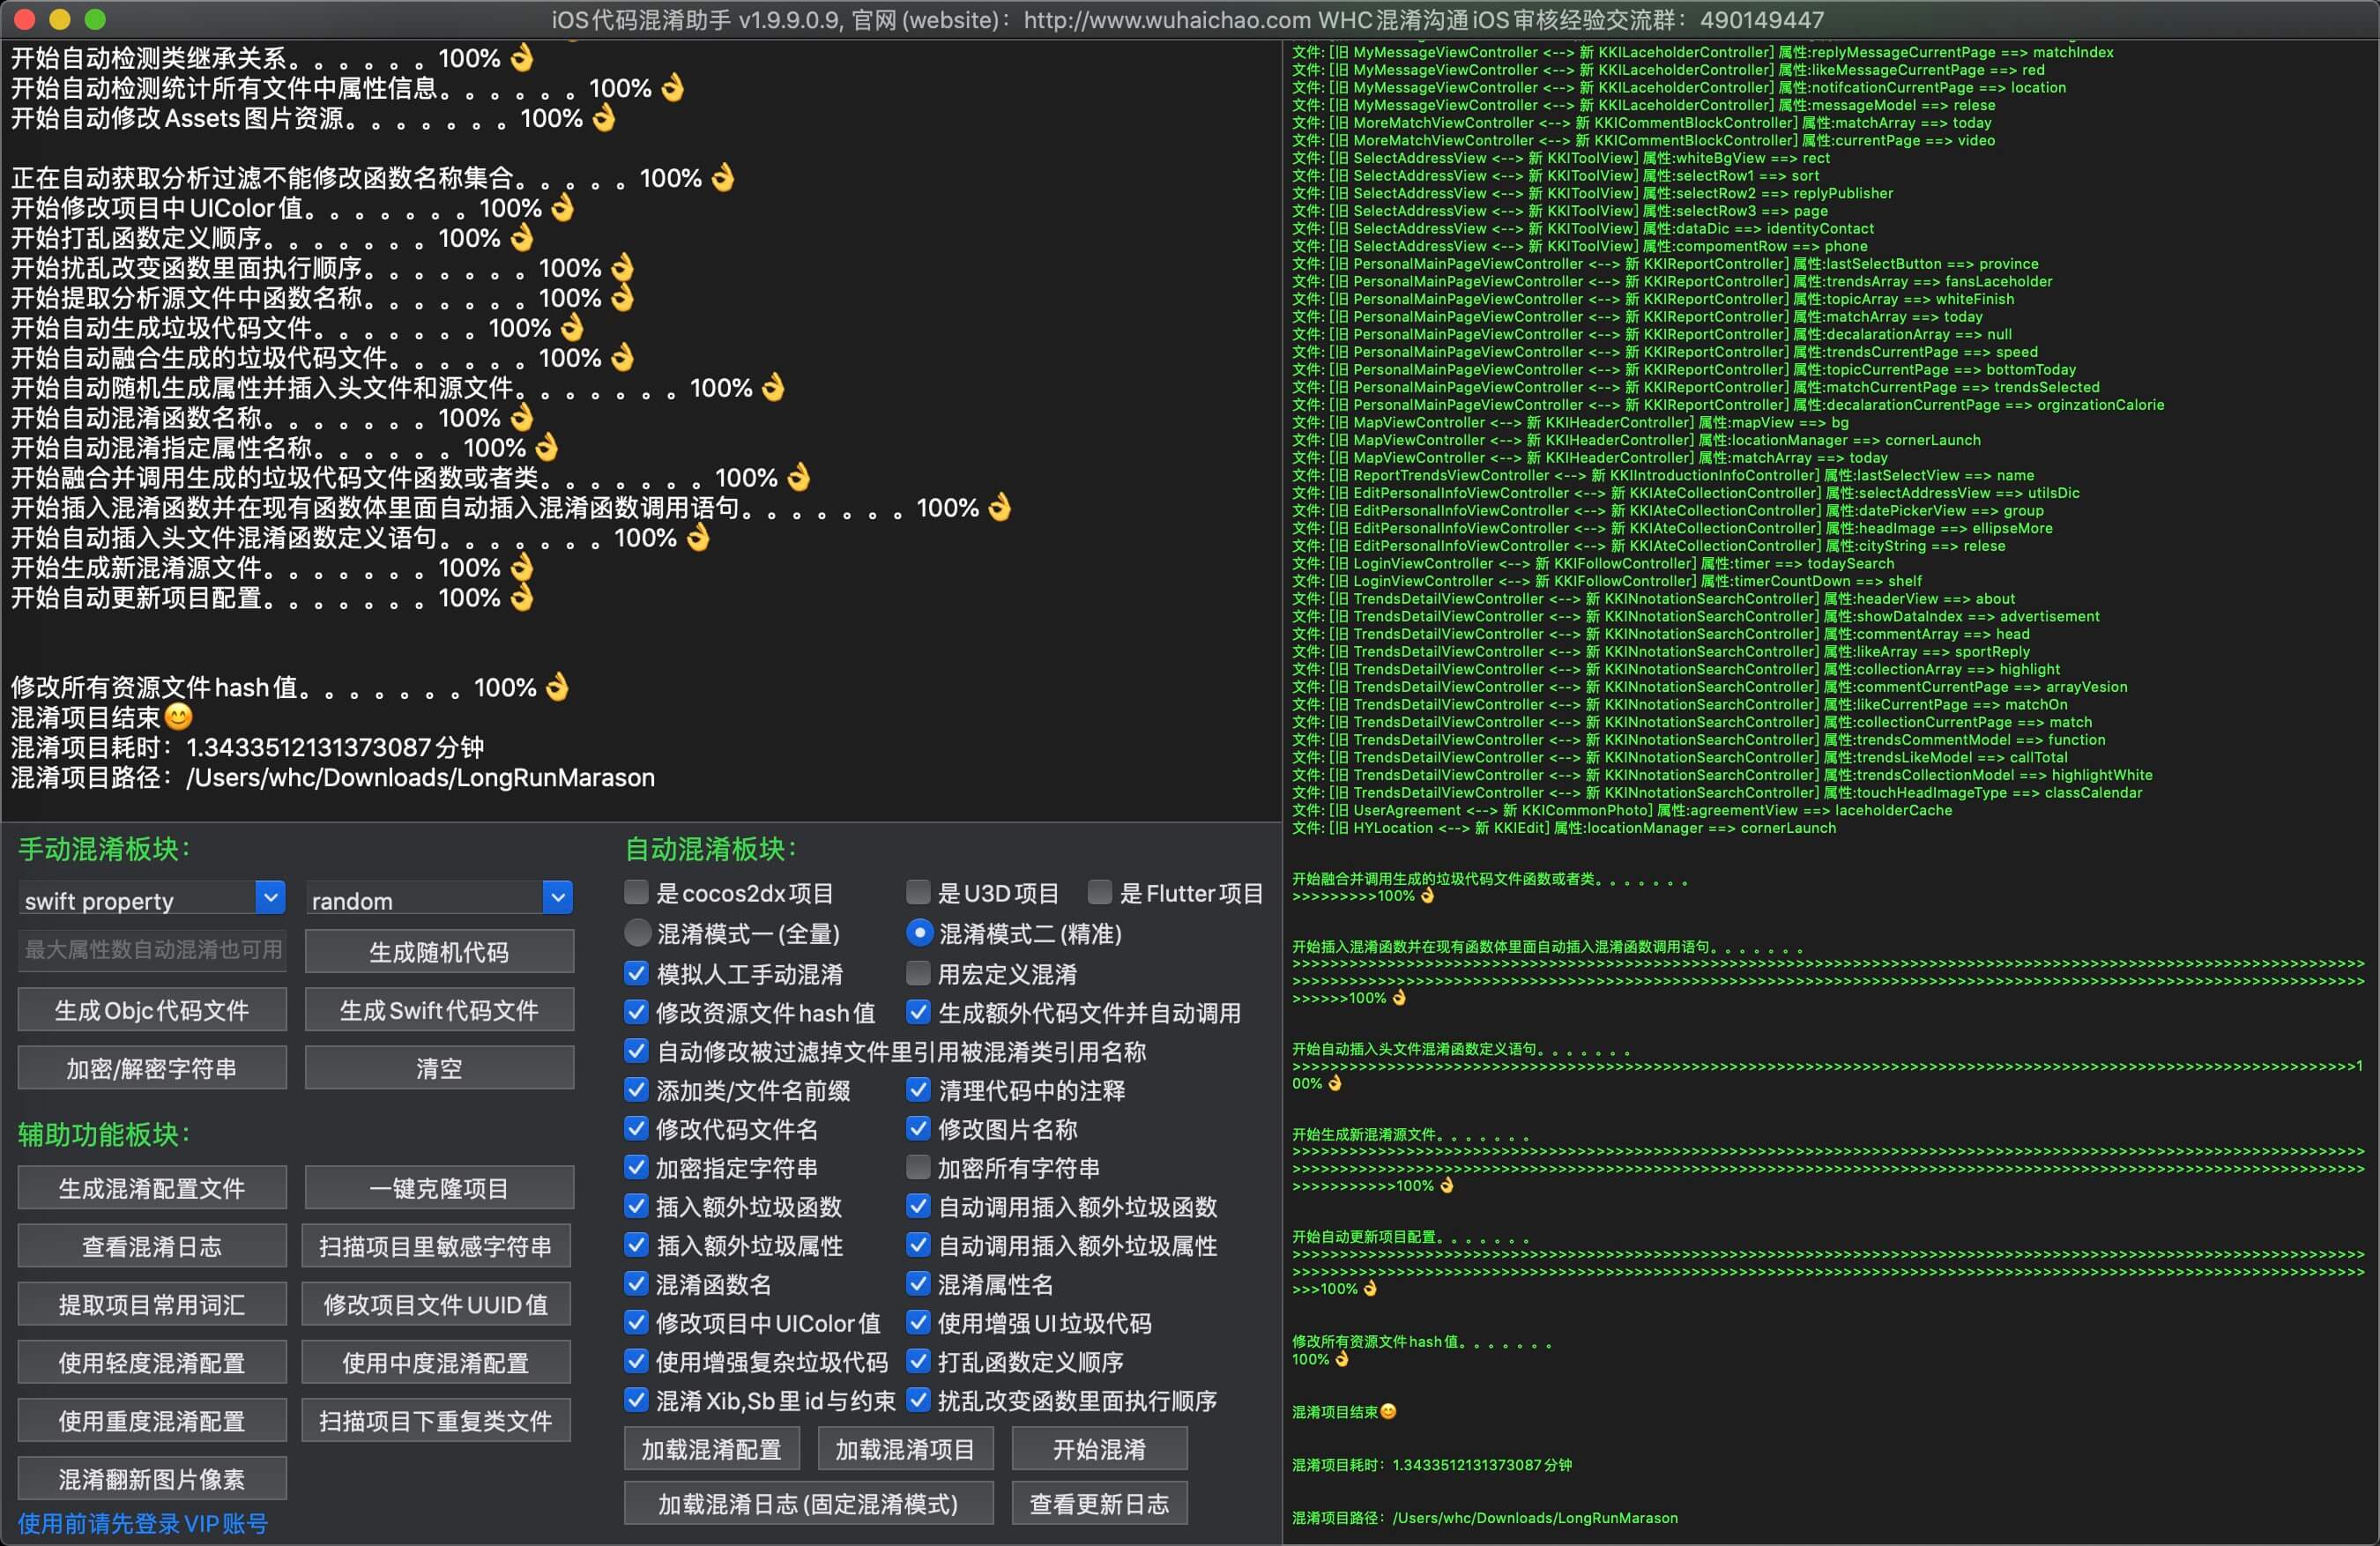 iOS代码混淆助手 v1.9.9.0.9, 官网(website)：http://www.wuhaichao.com WHC混淆沟通iOS审核经验交流群：490149447
开始自动检测类继承关系。。。。。。100%👌
开始自动检测统计所有文件中属性信息。。。。。。100%👌
开始自动修改Assets图片资源。。。。。。。100%👌
正在自动获取分析过滤不能修改函数名称集合。。。。。100%👌
开始修改项目中UIColor值。。。。。。。100%👌
开始打乱函数定义顺序。。。。。。。100%👌
开始扰乱改变函数里面执行顺序。。。。。。。100%👌
开始提取分析源文件中函数名称。。。。。。。100%👌
开始自动生成垃圾代码文件。。。。。。。100%👌
开始自动融合生成的垃圾代码文件。。。。。。100%👌
开始自动随机生成属性并插入头文件和源文件。。。。。。。100%👌
开始自动混淆函数名称。。。。。。。100%👌
开始自动混淆指定属性名称。。。。。。100%👌
开始融合并调用生成的垃圾代码文件函数或者类。。。。。。。100%👌
开始插入混淆函数并在现有函数体里面自动插入混淆函数调用语句。。。。。。。100%👌
开始自动插入头文件混淆函数定义语句。。。。。。。100%👌
开始生成新混淆源文件。。。。。。。100%👌
开始自动更新项目配置。。。。。。。100%👌
修改所有资源文件hash值。。。。。。。100%👌
混淆项目结束😊
混淆项目耗时：1.3433512131373087分钟
混淆项目路径：/Users/whc/Downloads/LongRunMarason
手动混淆板块：
swift property
random
最大属性数自动混淆也可用
生成随机代码
生成Objc代码文件
生成Swift代码文件
加密/解密字符串
清空
辅助功能板块：
生成混淆配置文件
一键克隆项目
查看混淆日志
扫描项目里敏感字符串
提取项目常用词汇
修改项目文件UUID值
使用轻度混淆配置
使用中度混淆配置
使用重度混淆配置
扫描项目下重复类文件
混淆翻新图片像素
使用前请先登录VIP账号
自动混淆板块：
是cocos2dx项目
是U3D项目
是Flutter项目
混淆模式一(全量)
混淆模式二(精准)
模拟人工手动混淆
用宏定义混淆
修改资源文件hash值
生成额外代码文件并自动调用
自动修改被过滤掉文件里引用被混淆类引用名称
添加类/文件名前缀
清理代码中的注释
修改代码文件名
修改图片名称
加密指定字符串
加密所有字符串
插入额外垃圾函数
自动调用插入额外垃圾函数
插入额外垃圾属性
自动调用插入额外垃圾属性
混淆函数名
混淆属性名
修改项目中UIColor值
使用增强UI垃圾代码
使用增强复杂垃圾代码
打乱函数定义顺序
混淆Xib,Sb里id与约束
扰乱改变函数里面执行顺序
加载混淆配置
加载混淆项目
开始混淆
加载混淆日志(固定混淆模式)
查看更新日志
文件: [旧 MyMessageViewController <--> 新 KKILaceholderController] 属性:replyMessageCurrentPage ==> matchIndex
文件: [旧 MyMessageViewController <--> 新 KKILaceholderController] 属性:likeMessageCurrentPage ==> red
文件: [旧 MyMessageViewController <--> 新 KKILaceholderController] 属性:notifcationCurrentPage ==> location
文件: [旧 MyMessageViewController <--> 新 KKILaceholderController] 属性:messageModel ==> relese
文件: [旧 MoreMatchViewController <--> 新 KKICommentBlockController] 属性:matchArray ==> today
文件: [旧 MoreMatchViewController <--> 新 KKICommentBlockController] 属性:currentPage ==> video
文件: [旧 SelectAddressView <--> 新 KKIToolView] 属性:whiteBgView ==> rect
文件: [旧 SelectAddressView <--> 新 KKIToolView] 属性:selectRow1 ==> sort
文件: [旧 SelectAddressView <--> 新 KKIToolView] 属性:selectRow2 ==> replyPublisher
文件: [旧 SelectAddressView <--> 新 KKIToolView] 属性:selectRow3 ==> page
文件: [旧 SelectAddressView <--> 新 KKIToolView] 属性:dataDic ==> identityContact
文件: [旧 SelectAddressView <--> 新 KKIToolView] 属性:compomentRow ==> phone
文件: [旧 PersonalMainPageViewController <--> 新 KKIReportController] 属性:lastSelectButton ==> province
文件: [旧 PersonalMainPageViewController <--> 新 KKIReportController] 属性:trendsArray ==> fansLaceholder
文件: [旧 PersonalMainPageViewController <--> 新 KKIReportController] 属性:topicArray ==> whiteFinish
文件: [旧 PersonalMainPageViewController <--> 新 KKIReportController] 属性:matchArray ==> today
文件: [旧 PersonalMainPageViewController <--> 新 KKIReportController] 属性:decalarationArray ==> null
文件: [旧 PersonalMainPageViewController <--> 新 KKIReportController] 属性:trendsCurrentPage ==> speed
文件: [旧 PersonalMainPageViewController <--> 新 KKIReportController] 属性:topicCurrentPage ==> bottomToday
文件: [旧 PersonalMainPageViewController <--> 新 KKIReportController] 属性:matchCurrentPage ==> trendsSelected
文件: [旧 PersonalMainPageViewController <--> 新 KKIReportController] 属性:decalarationCurrentPage ==> orginzationCalorie
文件: [旧 MapViewController <--> 新 KKIHeaderController] 属性:mapView ==> bg
文件: [旧 MapViewController <--> 新 KKIHeaderController] 属性:locationManager ==> cornerLaunch
文件: [旧 MapViewController <--> 新 KKIHeaderController] 属性:matchArray ==> today
文件: [旧 ReportTrendsViewController <--> 新 KKIIntroductionInfoController] 属性:lastSelectView ==> name
文件: [旧 EditPersonalInfoViewController <--> 新 KKIAteCollectionController] 属性:selectAddressView ==> utilsDic
文件: [旧 EditPersonalInfoViewController <--> 新 KKIAteCollectionController] 属性:datePickerView ==> group
文件: [旧 EditPersonalInfoViewController <--> 新 KKIAteCollectionController] 属性:headImage ==> ellipseMore
文件: [旧 EditPersonalInfoViewController <--> 新 KKIAteCollectionController] 属性:cityString ==> relese
文件: [旧 LoginViewController <--> 新 KKIFollowController] 属性:timer ==> todaySearch
文件: [旧 LoginViewController <--> 新 KKIFollowController] 属性:timerCountDown ==> shelf
文件: [旧 TrendsDetailViewController <--> 新 KKINnotationSearchController] 属性:headerView ==> about
文件: [旧 TrendsDetailViewController <--> 新 KKINnotationSearchController] 属性:showDataIndex ==> advertisement
文件: [旧 TrendsDetailViewController <--> 新 KKINnotationSearchController] 属性:commentArray ==> head
文件: [旧 TrendsDetailViewController <--> 新 KKINnotationSearchController] 属性:likeArray ==> sportReply
文件: [旧 TrendsDetailViewController <--> 新 KKINnotationSearchController] 属性:collectionArray ==> highlight
文件: [旧 TrendsDetailViewController <--> 新 KKINnotationSearchController] 属性:commentCurrentPage ==> arrayVesion
文件: [旧 TrendsDetailViewController <--> 新 KKINnotationSearchController] 属性:likeCurrentPage ==> matchOn
文件: [旧 TrendsDetailViewController <--> 新 KKINnotationSearchController] 属性:collectionCurrentPage ==> match
文件: [旧 TrendsDetailViewController <--> 新 KKINnotationSearchController] 属性:trendsCommentModel ==> function
文件: [旧 TrendsDetailViewController <--> 新 KKINnotationSearchController] 属性:trendsLikeModel ==> callTotal
文件: [旧 TrendsDetailViewController <--> 新 KKINnotationSearchController] 属性:trendsCollectionModel ==> highlightWhite
文件: [旧 TrendsDetailViewController <--> 新 KKINnotationSearchController] 属性:touchHeadImageType ==> classCalendar
文件: [旧 UserAgreement <--> 新 KKICommonPhoto] 属性:agreementView ==> laceholderCache
文件: [旧 HYLocation <--> 新 KKIEdit] 属性:locationManager ==> cornerLaunch
开始融合并调用生成的垃圾代码文件函数或者类。。。。。。。
>>>>>>>>>100%👌
开始插入混淆函数并在现有函数体里面自动插入混淆函数调用语句。。。。。。。
>>>>>>100%👌
开始自动插入头文件混淆函数定义语句。。。。。。。
1
00%👌
开始生成新混淆源文件。。。。。。。
>>>>>>>>>>>100%👌
开始自动更新项目配置。。。。。。。
>>>100%👌
修改所有资源文件hash值。。。。。。。
100%👌
混淆项目结束😊
混淆项目耗时：1.3433512131373087分钟
混淆项目路径：/Users/whc/Downloads/LongRunMarason